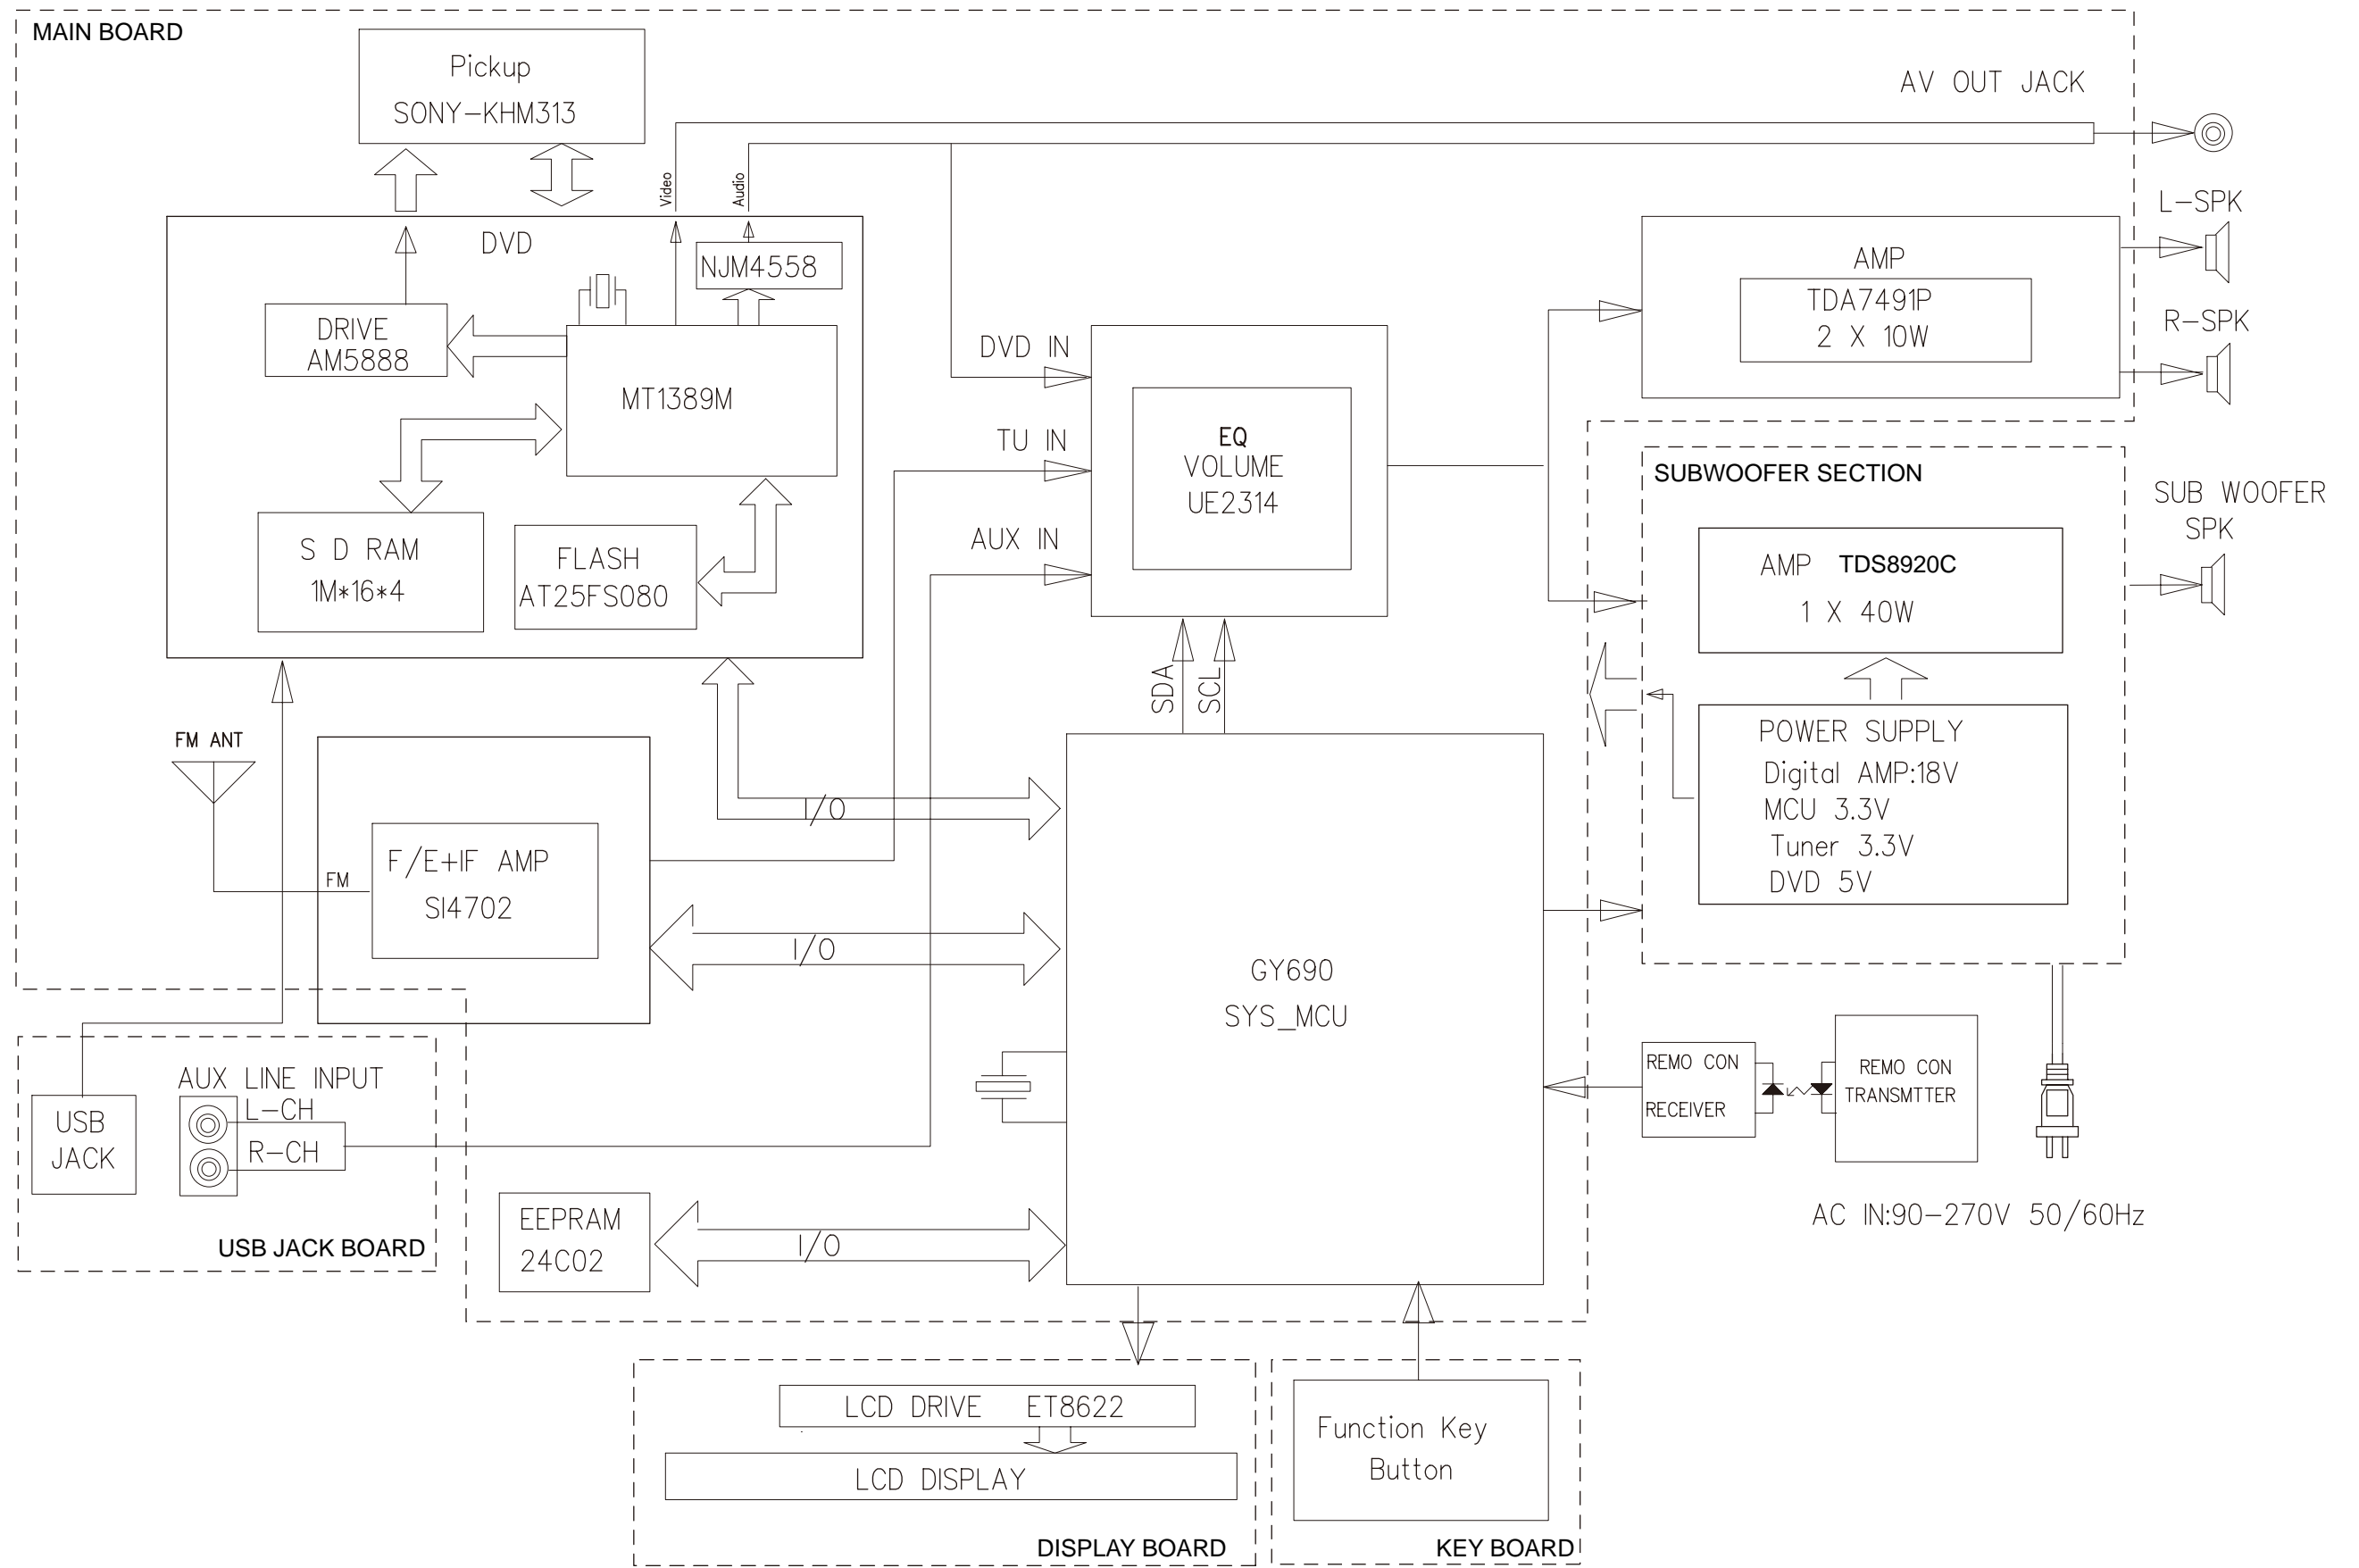 MAIN BOARD
Pickup
SONY-KHM313
AV OUT JACK
Video
Audio
L-SPK
DVD
NJM4558
AMP
TDA7491P
2 X 10W
R-SPK
DRIVE
AM5888
MT1389M
DVD IN
TU IN
AUX IN
EQ
VOLUME
UE2314
SUBWOOFER SECTION
SUB WOOFER
SPK
S D RAM
1M*16*4
FLASH
AT25FS080
AMP TDS8920C
1 X 40W
SDA
SCL
FM ANT
POWER SUPPLY
Digital AMP:18V
MCU 3.3V
Tuner 3.3V
DVD 5V
I/O
F/E+IF AMP
SI4702
FM
I/O
GY690
SYS_MCU
REMO CON
RECEIVER
REMO CON
TRANSMTTER
AUX LINE INPUT
L-CH
R-CH
USB
JACK
USB JACK BOARD
EEPRAM
24C02
I/O
AC IN:90-270V 50/60Hz
LCD DRIVE ET8622
LCD DISPLAY
DISPLAY BOARD
Function Key
Button
KEY BOARD